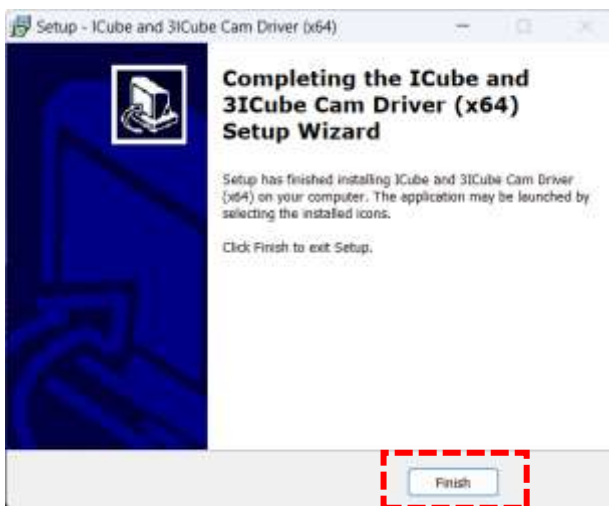 Setup - ICube and 3ICube Cam Driver (x64)
Completing the ICube and
3ICube Cam Driver (x64)
Setup Wizard
Setup has finished installing ICube and 3ICube Cam Driver
(x64) on your computer. The application may be launched by
selecting the installed icons.
Click Finish to exit Setup.
Finish